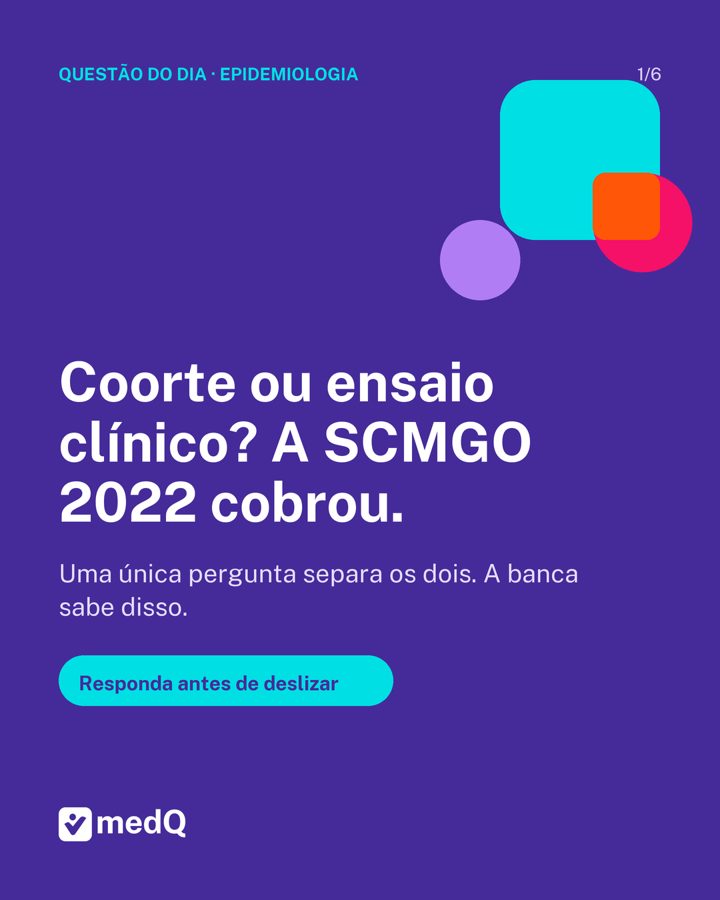 QUESTÃO DO DIA · EPIDEMIOLOGIA
1/6
Coorte ou ensaio
clínico? A SCMGO
2022 cobrou.
Uma única pergunta separa os dois. A banca
sabe disso.
Responda antes de deslizar
medQ